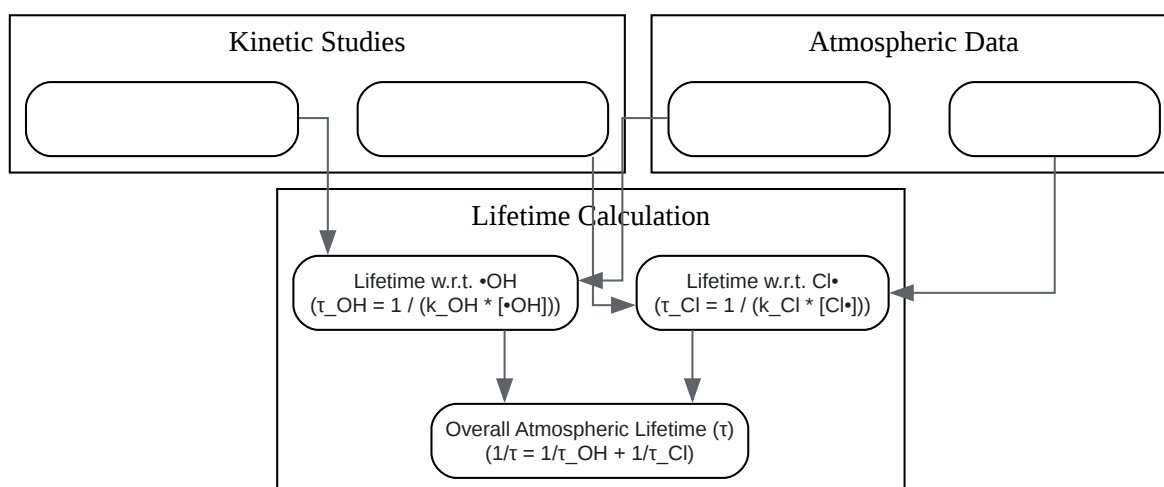 Kinetic Studies
Atmospheric Data
Lifetime Calculation
Lifetime w.r.t. •OH
(τ_OH = 1 / (k_OH * [•OH]))
Lifetime w.r.t. Cl•
(τ_Cl = 1 / (k_Cl * [Cl•]))
Overall Atmospheric Lifetime (τ)
(1/τ = 1/τ_OH + 1/τ_Cl)